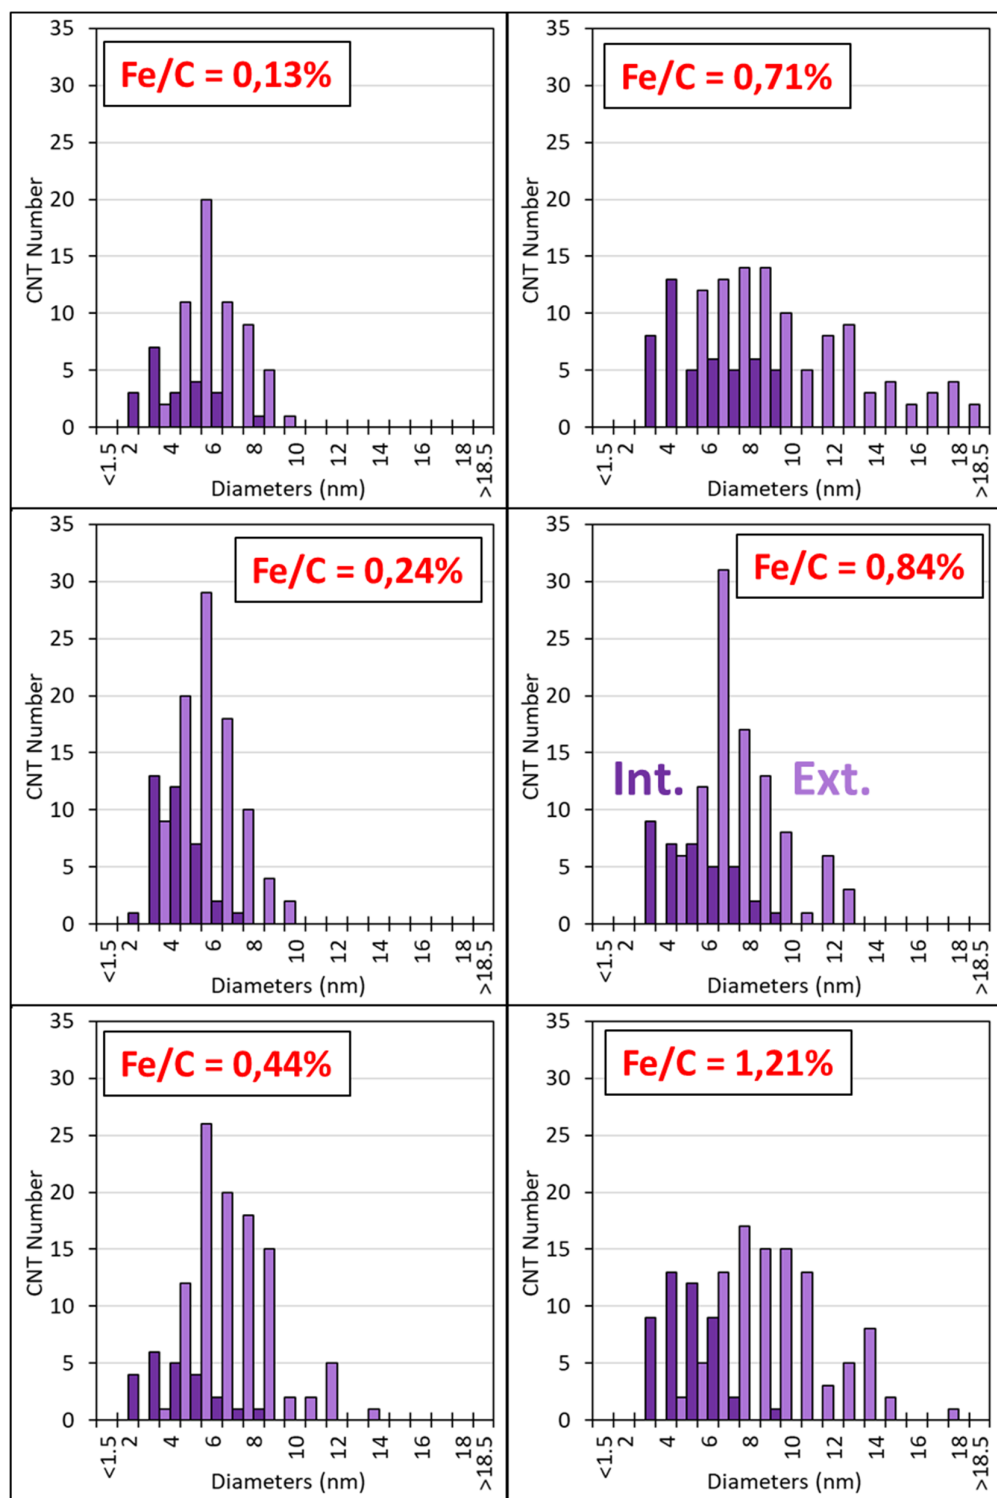 Fe/C = 0,13%
CNT Number
35
30
25
20
15
10
5
0
<1.5 2 4 6 8 10 12 14 16 18 >18.5
Diameters (nm)
Fe/C = 0,71%
CNT Number
35
30
25
20
15
10
5
0
<1.5 2 4 6 8 10 12 14 16 18 >18.5
Diameters (nm)
Fe/C = 0,24%
CNT Number
35
30
25
20
15
10
5
0
<1.5 2 4 6 8 10 12 14 16 18 >18.5
Diameters (nm)
Fe/C = 0,84%
Int. Ext.
CNT Number
35
30
25
20
15
10
5
0
<1.5 2 4 6 8 10 12 14 16 18 >18.5
Diameters (nm)
Fe/C = 0,44%
CNT Number
35
30
25
20
15
10
5
0
<1.5 2 4 6 8 10 12 14 16 18 >18.5
Diameters (nm)
Fe/C = 1,21%
CNT Number
35
30
25
20
15
10
5
0
<1.5 2 4 6 8 10 12 14 16 18 >18.5
Diameters (nm)